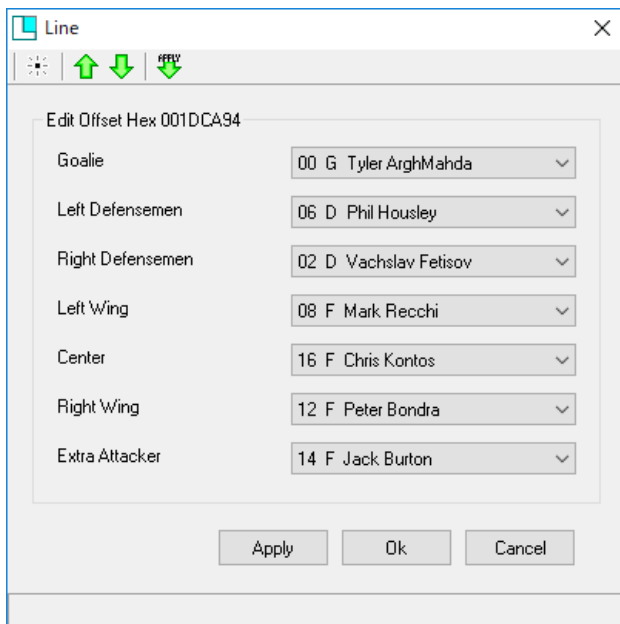 Line
APPLY
Edit Offset Hex 001DCA94
Goalie
00 G Tyler ArghMahda
Left Defensemen
06 D Phil Housley
Right Defensemen
02 D Vachslav Fetisov
Left Wing
08 F Mark Recchi
Center
16 F Chris Kontos
Right Wing
12 F Peter Bondra
Extra Attacker
14 F Jack Burton
Apply
Ok
Cancel